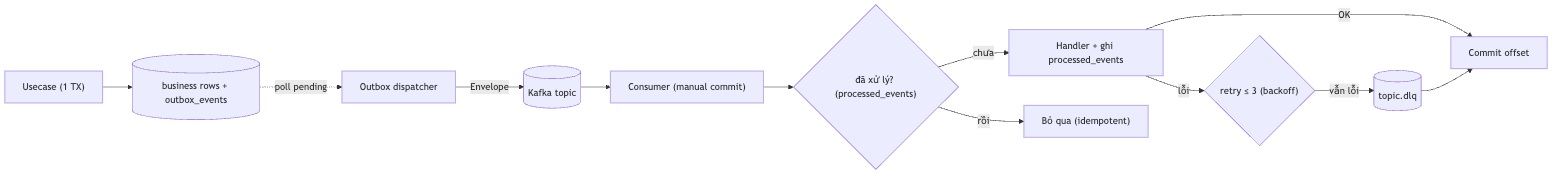 Usecase (1 TX)
business rows +
outbox_events
poll pending
Outbox dispatcher
Envelope
Kafka topic
Consumer (manual commit)
đã xử lý?
(processed_events)
chưa
Handler + ghi
processed_events
rồi
Bỏ qua (idempotent)
OK
lỗi
retry ≤ 3 (backoff)
vẫn lỗi
topic.dlq
Commit offset